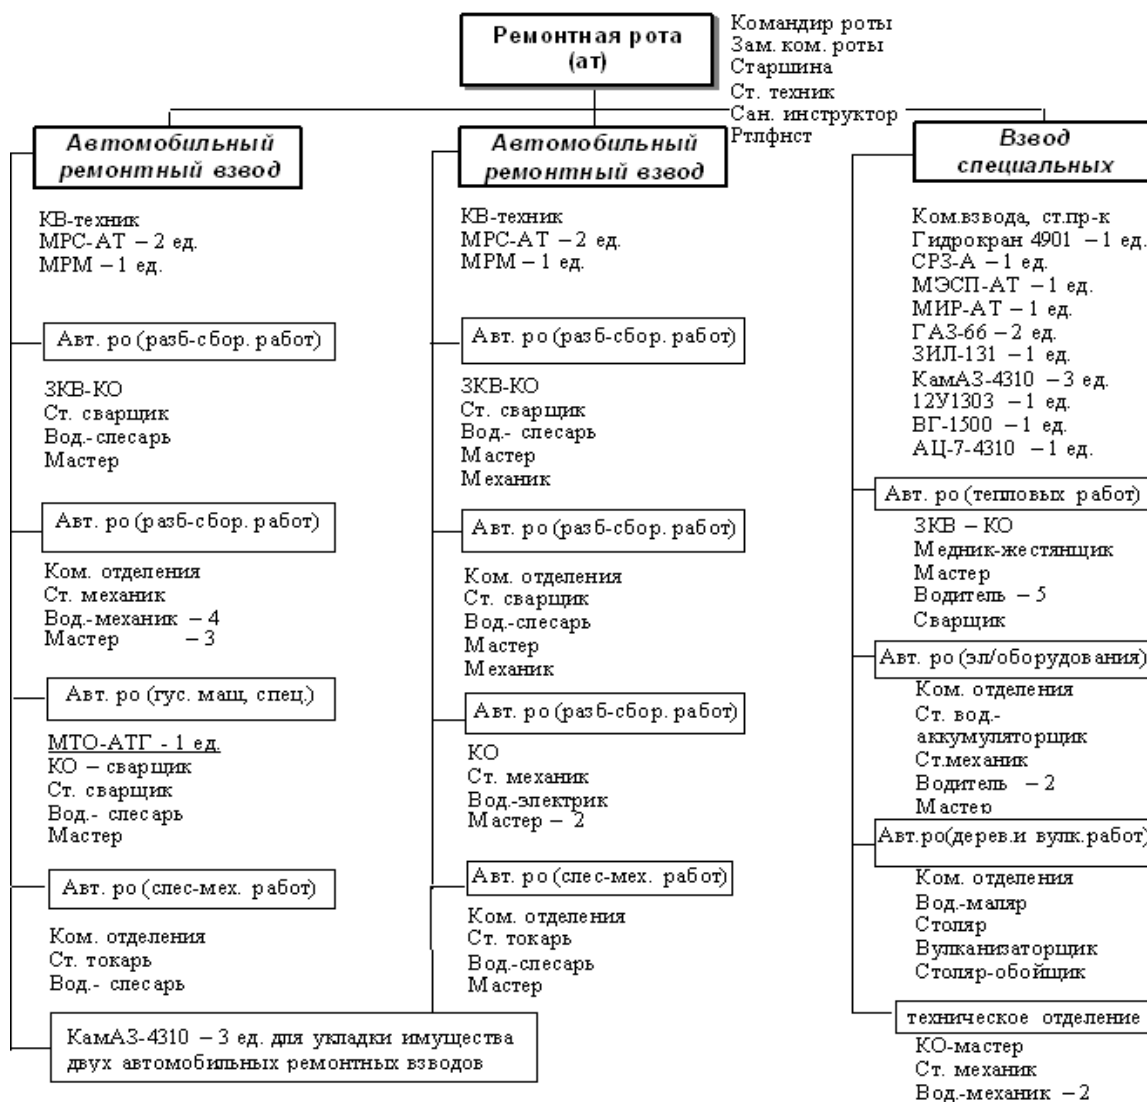 Ремонтная рота
(ат)
Командир роты
Зам. ком. роты
Старшина
Ст. техник
Сан. инструктор
Ртлфнст
Автомобильный
ремонтный взвод
КВ-техник
МРС-АТ – 2 ед.
МРМ – 1 ед.
Авт. ро (разб-сбор. работ)
ЗКВ-КО
Ст. сварщик
Вод.-слесарь
Мастер
Авт. ро (разб-сбор. работ)
Ком. отделения
Ст. механик
Вод.-механик – 4
Мастер – 3
Авт. ро (гус. маш, спец.)
МТО-АТГ - 1 ед.
КО – сварщик
Ст. сварщик
Вод.- слесарь
Мастер
Авт. ро (слес-мех. работ)
Ком. отделения
Ст. токарь
Вод.- слесарь
КамАЗ-4310 – 3 ед. для укладки имущества
двух автомобильных ремонтных взводов
Автомобильный
ремонтный взвод
КВ-техник
МРС-АТ – 2 ед.
МРМ – 1 ед.
Авт. ро (разб-сбор. работ)
ЗКВ-КО
Ст. сварщик
Вод.- слесарь
Мастер
Механик
Авт. ро (разб-сбор. работ)
Ком. отделения
Ст. сварщик
Вод.-слесарь
Мастер
Механик
Авт. ро (разб-сбор. работ)
КО
Ст. механик
Вод.-электрик
Мастер – 2
Авт. ро (слес-мех. работ)
Ком. отделения
Ст. токарь
Вод.-слесарь
Мастер
Взвод
специальных
Ком.взвода, ст.пр-к
Гидрокран 4901 – 1 ед.
СРЗ-А – 1 ед.
МЭСП-АТ – 1 ед.
МИР-АТ – 1 ед.
ГАЗ-66 – 2 ед.
ЗИЛ-131 – 1 ед.
КамАЗ-4310 – 3 ед.
12У1303 – 1 ед.
ВГ-1500 – 1 ед.
АЦ-7-4310 – 1 ед.
Авт. ро (тепловых работ)
ЗКВ – КО
Медник-жестянщик
Мастер
Водитель – 5
Сварщик
Авт. ро (эл/оборудования)
Ком. отделения
Ст. вод.-
аккумуляторщик
Ст.механик
Водитель – 2
Мастер
Авт.ро(дерев.и вулк.работ)
Ком. отделения
Вод.-маляр
Столяр
Вулканизаторщик
Столяр-обойщик
техническое отделение
КО-мастер
Ст. механик
Вод.-механик – 2